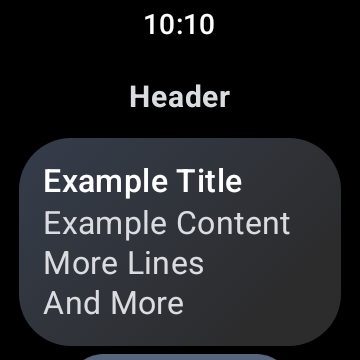 10:10
Header
Example Title
Example Content
More Lines
And More